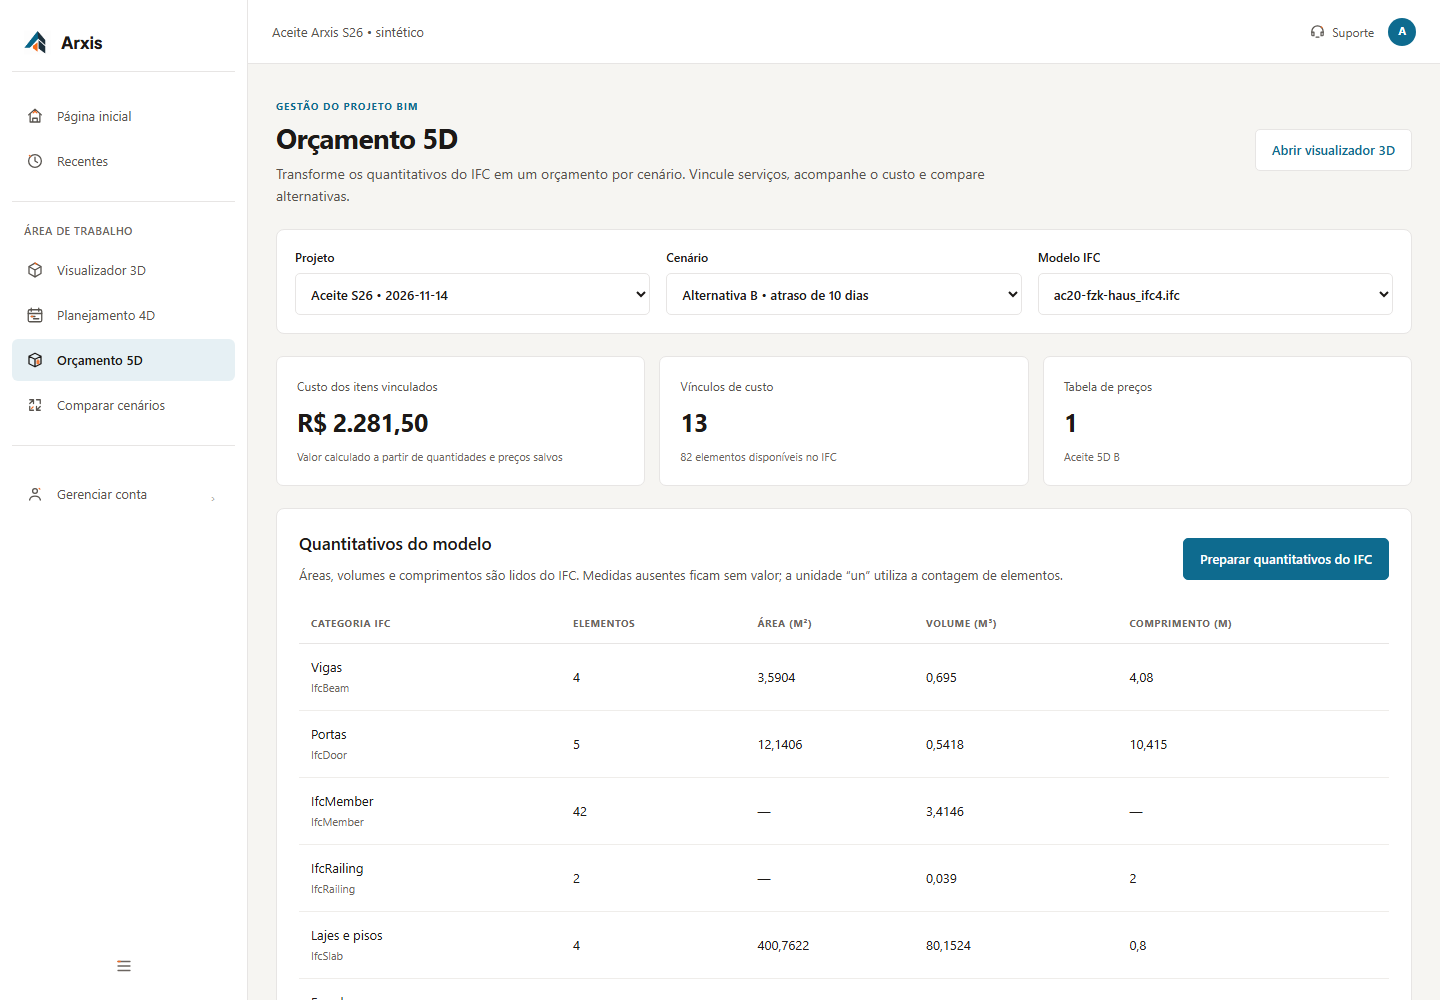 Arxis
Página inicial
Recentes
ÁREA DE TRABALHO
Visualizador 3D
Planejamento 4D
Orçamento 5D
Comparar cenários
Gerenciar conta
Aceite Arxis S26 • sintético
Suporte
A
GESTÃO DO PROJETO BIM
Orçamento 5D
Transforme os quantitativos do IFC em um orçamento por cenário. Vincule serviços, acompanhe o custo e compare
alternativas.
Abrir visualizador 3D
Projeto
Aceite S26 • 2026-11-14
Cenário
Alternativa B • atraso de 10 dias
Modelo IFC
ac20-fzk-haus_ifc4.ifc
Custo dos itens vinculados
R$ 2.281,50
Valor calculado a partir de quantidades e preços salvos
Vínculos de custo
13
82 elementos disponíveis no IFC
Tabela de preços
1
Aceite 5D B
Quantitativos do modelo
Áreas, volumes e comprimentos são lidos do IFC. Medidas ausentes ficam sem valor; a unidade “un” utiliza a contagem de elementos.
Preparar quantitativos do IFC
CATEGORIA IFC ELEMENTOS ÁREA (M²) VOLUME (M³) COMPRIMENTO (M)
Vigas
IfcBeam
4 3,5904 0,695 4,08
Portas
IfcDoor
5 12,1406 0,5418 10,415
IfcMember
IfcMember
42 — 3,4146 —
IfcRailing
IfcRailing
2 — 0,039 2
Lajes e pisos
IfcSlab
4 400,7622 80,1524 0,8